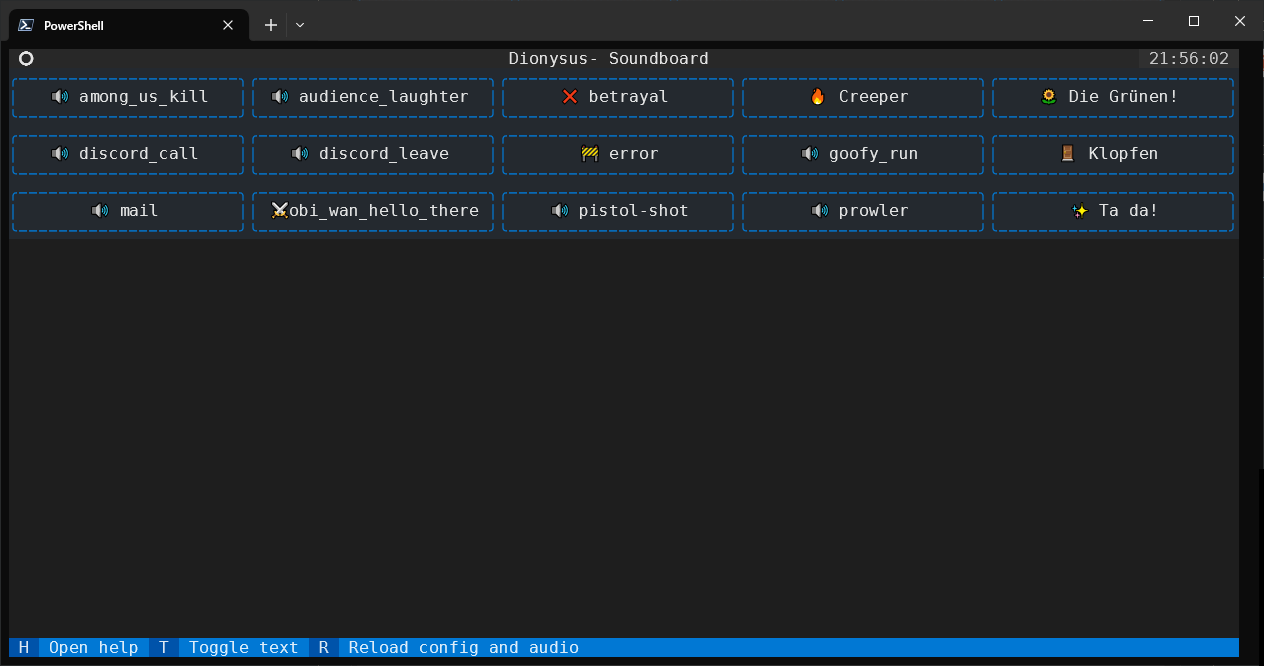 PowerShell
Dionysus- Soundboard 21:56:02
among_us_kill audience_laughter betrayal Creeper Die Grünen!
discord_call discord_leave error goofy_run Klopfen
mail obi_wan_hello_there pistol-shot prowler Ta da!
H Open help T Toggle text R Reload config and audio